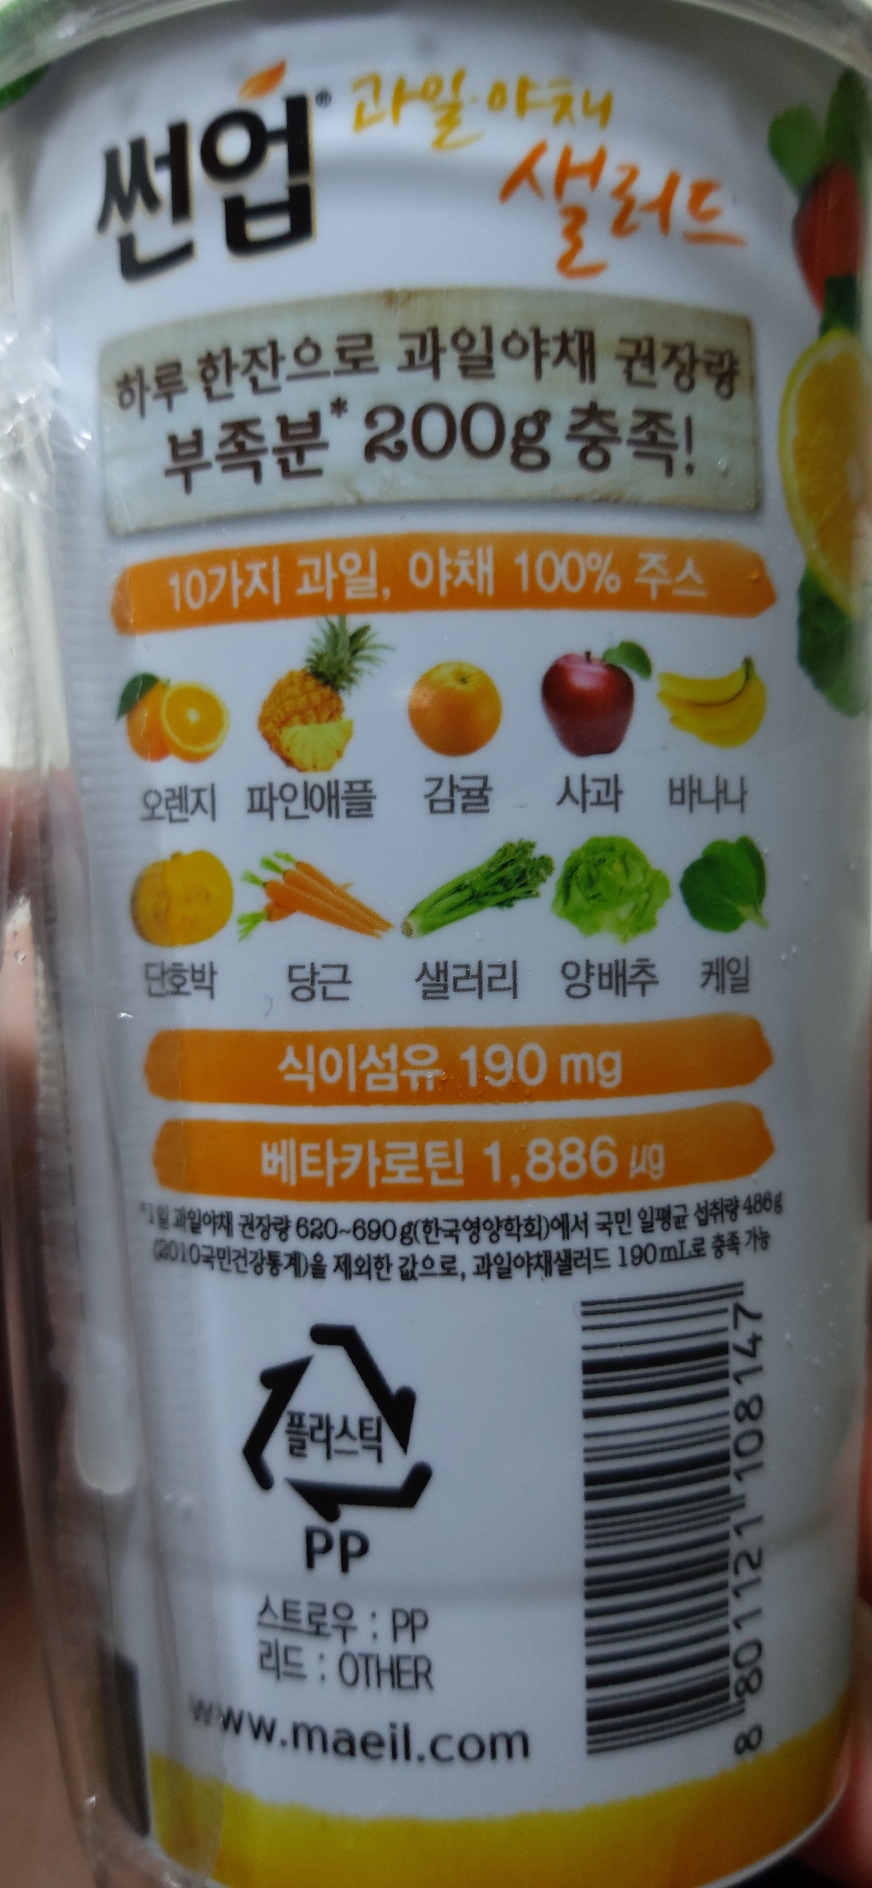 썬업® 과일·야채
샐러드
하루 한잔으로 과일야채 권장량
부족분* 200g 충족!
10가지 과일, 야채 100% 주스
오렌지 파인애플 감귤 사과 바나나
단호박 당근 샐러리 양배추 케일
식이섬유 190 mg
베타카로틴 1,886 μg
*1일 과일야채 권장량 620~690g(한국영양학회)에서 국민 일평균 섭취량 486g
(2010국민건강통계)을 제외한 값으로, 과일야채샐러드 190mL로 충족 가능
플라스틱
PP
스트로우 : PP
리드 : OTHER
www.maeil.com
8 801121 108147